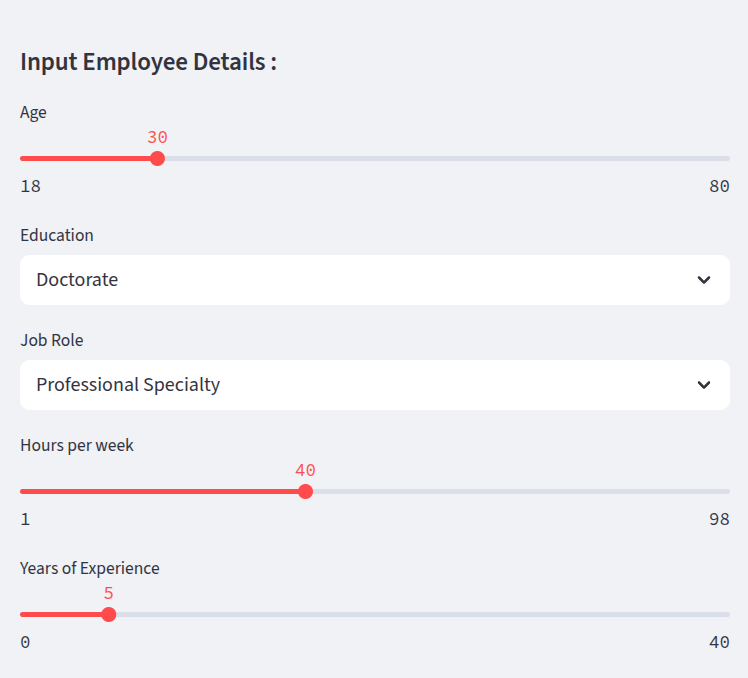 Input Employee Details :
Age
30
18 80
Education
Doctorate
Job Role
Professional Specialty
Hours per week
40
1 98
Years of Experience
5
0 40